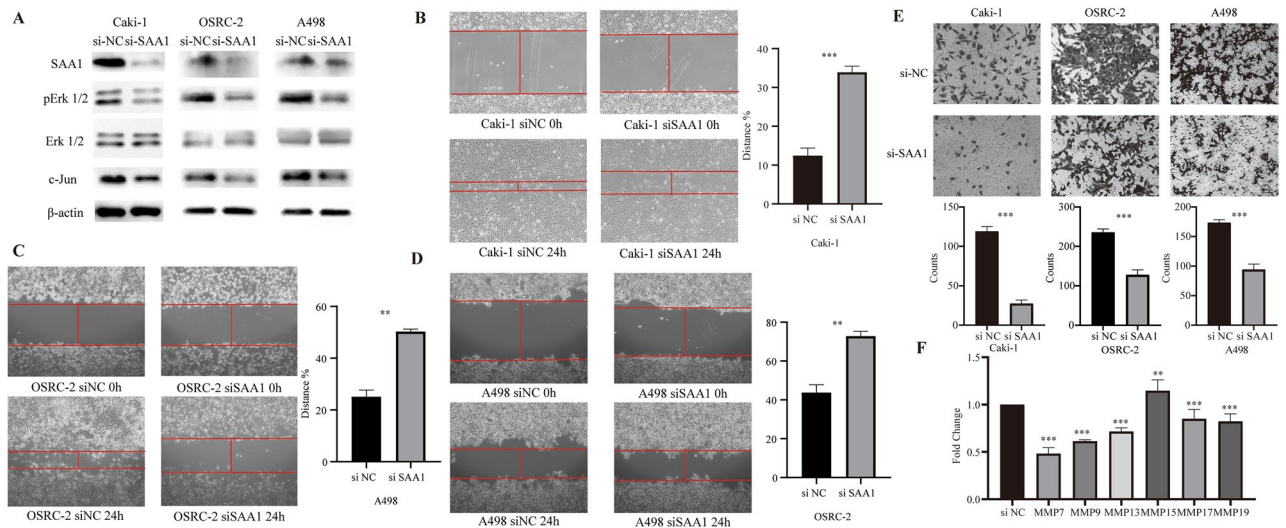 A
Caki-1 OSRC-2 A498
si-NC si-SAA1 si-NC si-SAA1 si-NC si-SAA1
SAA1
pErk 1/2
Erk 1/2
c-Jun
β-actin
B
Caki-1 siNC 0h
Caki-1 siSAA1 0h
Caki-1 siNC 24h
Caki-1 siSAA1 24h
Distance %
40
30
20
10
0
***
si NC si SAA1
Caki-1
C
OSRC-2 siNC 0h
OSRC-2 siSAA1 0h
OSRC-2 siNC 24h
OSRC-2 siSAA1 24h
Distance %
60
40
20
0
**
si NC si SAA1
A498
D
A498 siNC 0h
A498 siSAA1 0h
A498 siNC 24h
A498 siSAA1 24h
80
60
40
20
0
**
si NC si SAA1
OSRC-2
E
Caki-1 OSRC-2 A498
si-NC
si-SAA1
Counts
150
100
50
0
***
si NC si SAA1
Caki-1
Counts
300
200
100
0
***
si NC si SAA1
OSRC-2
Counts
200
150
100
50
0
***
si NC si SAA1
A498
F
Fold Change
1.5
1.0
0.5
0.0
*** *** *** ** *** ***
si NC MMP7 MMP9 MMP13 MMP15 MMP17 MMP19